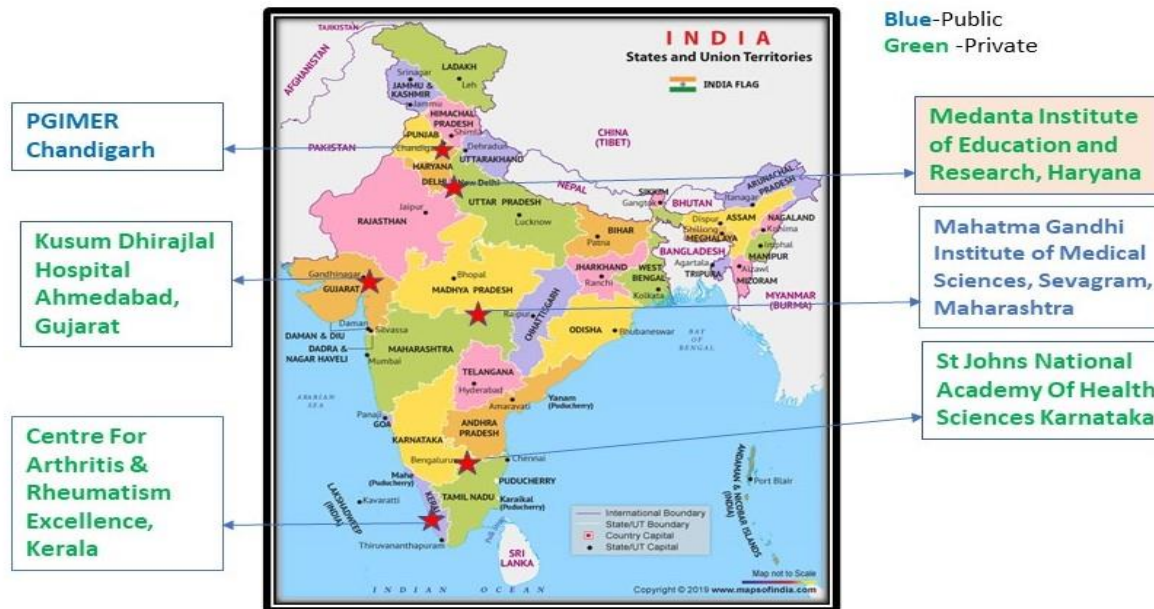 Blue-Public
Green -Private
PGIMER
Chandigarh
Kusum Dhirajlal
Hospital
Ahmedabad,
Gujarat
Centre For
Arthritis &
Rheumatism
Excellence,
Kerala
Medanta Institute
of Education and
Research, Haryana
Mahatma Gandhi
Institute of Medical
Sciences, Sevagram,
Maharashtra
St Johns National
Academy Of Health
Sciences Karnataka
INDIA
States and Union Territories
INDIA FLAG
TAJIKISTAN
AFGHANISTAN
LADAKH
Leh
Srinagar
JAMMU &
KASHMIR
Jammu
HIMACHAL
PRADESH
Shimla
PUNJAB
Chandigarh
Dehradun
UTTARAKHAND
HARYANA
PAKISTAN
CHINA
(TIBET)
DELHI
New Delhi
NEPAL
UTTAR PRADESH
Lucknow
Jaipur
RAJASTHAN
SIKKIM
Gangtok
BHUTAN
ARUNACHAL
PRADESH
Itanagar
ASSAM
Dispur
Shillong
MEGHALAYA
NAGALAND
Kohima
Imphal
MANIPUR
BIHAR
Patna
BANGLADESH
Agartala
TRIPURA
Aizawl
MIZORAM
MYANMAR
(BURMA)
JHARKHAND
Ranchi
WEST
BENGAL
Kolkata
Gandhinagar
GUJARAT
Bhopal
MADHYA PRADESH
CHHATTISGARH
Raipur
ODISHA
Bhubaneswar
BAY
OF
BENGAL
Daman
Silvassa
DAMAN & DIU
DADRA &
NAGAR HAVELI
MAHARASHTRA
Mumbai
TELANGANA
Hyderabad
ARABIAN
SEA
Yanam
(Puducherry)
Amaravati
ANDHRA
PRADESH
Panaji
GOA
KARNATAKA
Bengaluru
Chennai
Mahe
(Puducherry)
PUDUCHERRY
Karaikal
(Puducherry)
TAMIL NADU
LAKSHADWEEP
(INDIA)
Kavaratti
Thiruvananthapuram
SRI
LANKA
ANDAMAN & NICOBAR ISLANDS
(INDIA)
Port Blair
International Boundary
State/UT Boundary
Country Capital
State/UT Capital
Map not to Scale
INDIAN OCEAN
Copyright © 2019 www.mapsofindia.com